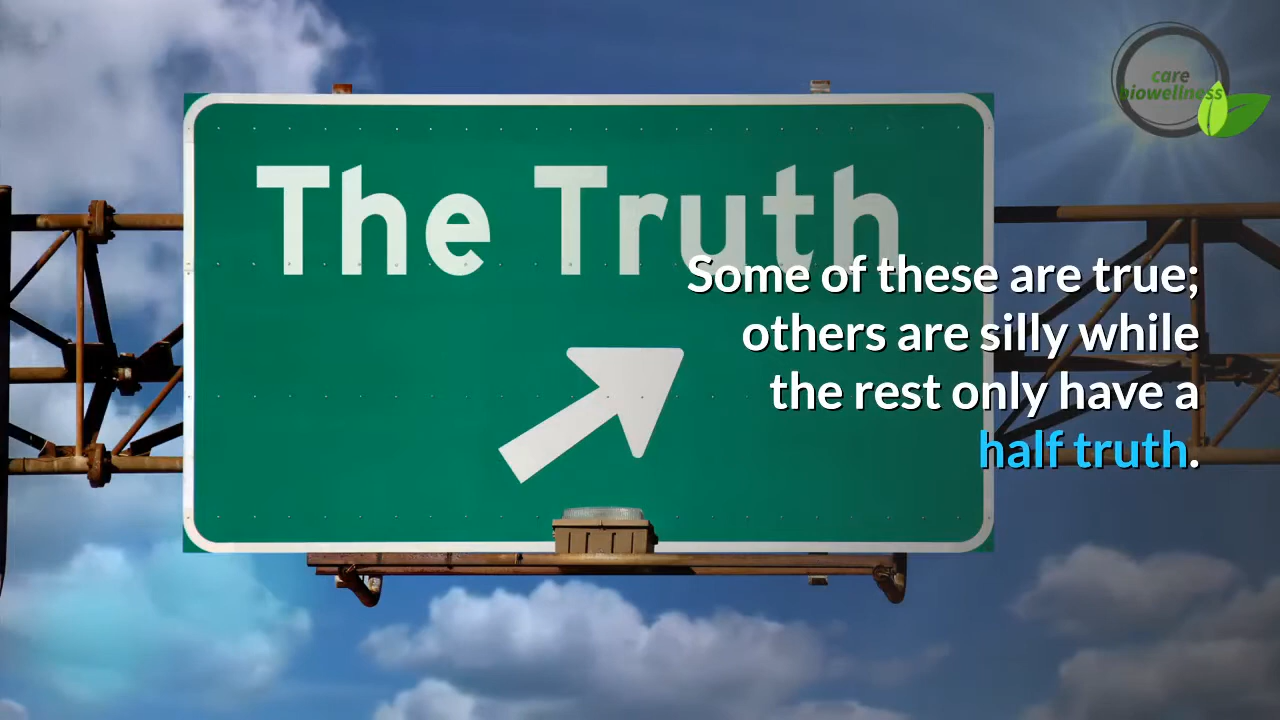 care
biowellness
The Truth
Some of these are true;
others are silly while
the rest only have a
half truth.